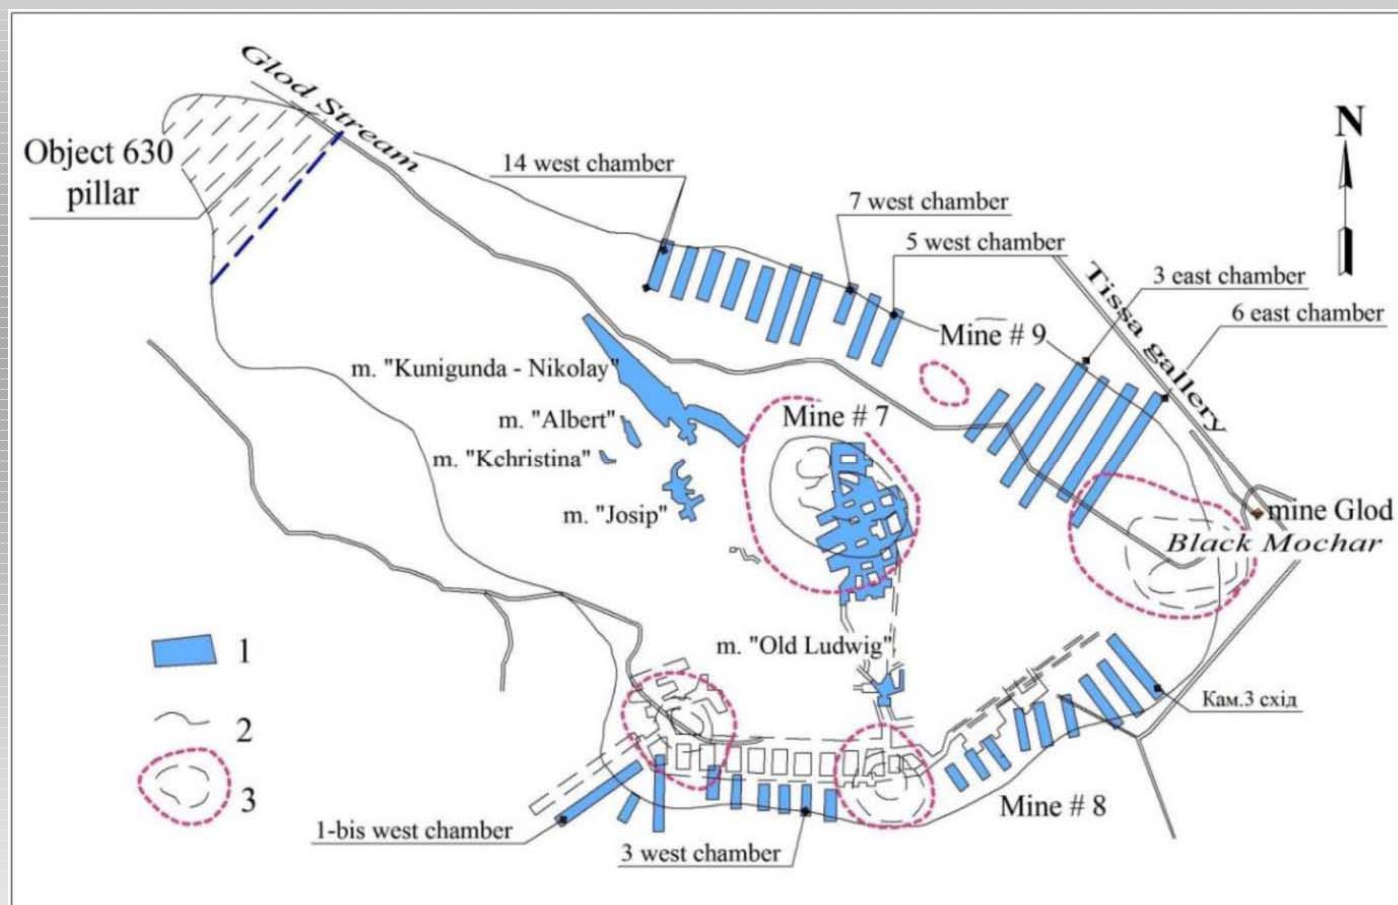 Glod Stream
Object 630
pillar
14 west chamber
N
7 west chamber
5 west chamber
Tissa gallery
3 east chamber
6 east chamber
Mine # 9
m. "Kunigunda - Nikolay"
Mine # 7
m. "Albert"
m. "Kchristina"
m. "Josip"
mine Glod
Black Mochar
1
m. "Old Ludwig"
Кам.3 схід
2
3
Mine # 8
1-bis west chamber
3 west chamber